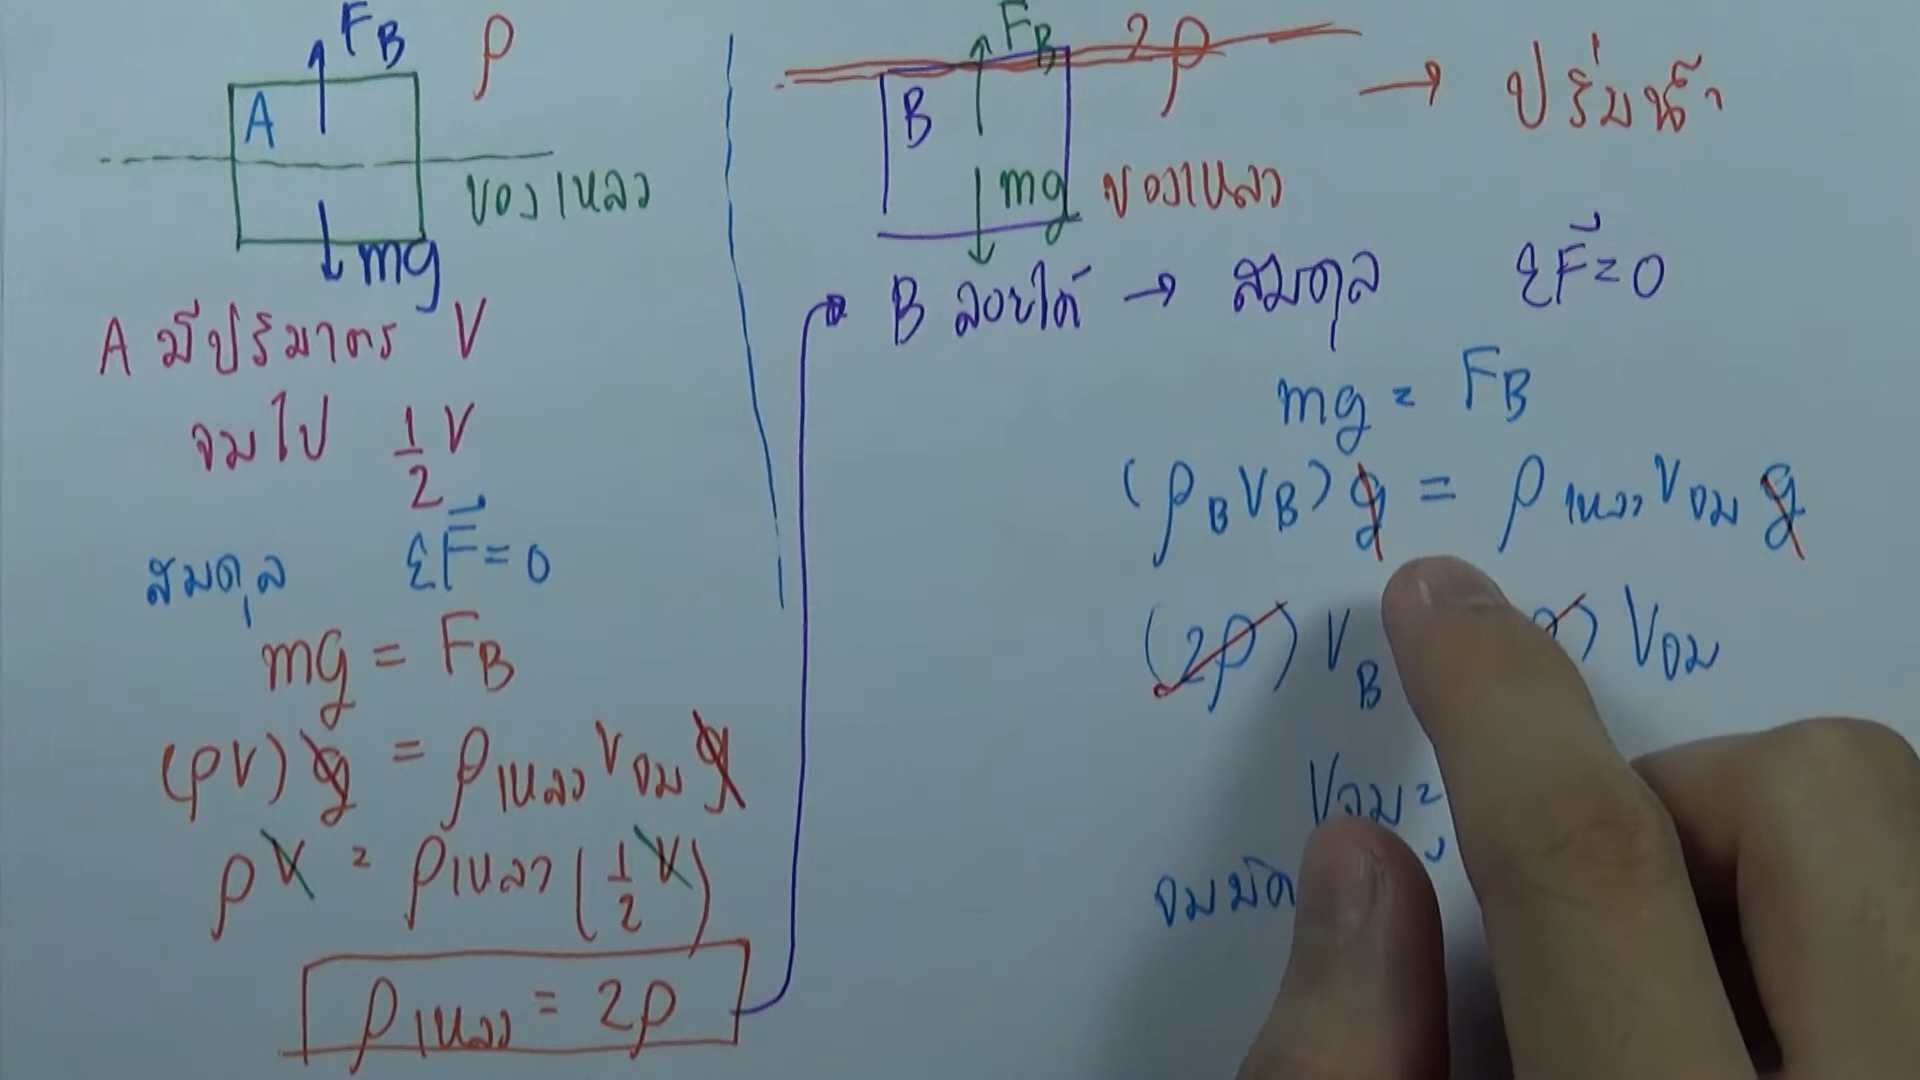 F_B ρ
A
ของเหลว
mg
A มีปริมาตร V
จมไป 1/2 V
สมดุล ΣF⃗ = 0
mg = F_B
(ρV) g = ρเหลว Vจม g
ρV = ρเหลว (1/2 V)
ρเหลว = 2ρ
F_B 2ρ → ปริ่มน้ำ
B
mg ของเหลว
B ลอยได้ → สมดุล ΣF⃗ = 0
mg = F_B
(ρ_B V_B) g = ρเหลว Vจม g
(2ρ) V_B ) Vจม
Vจม =